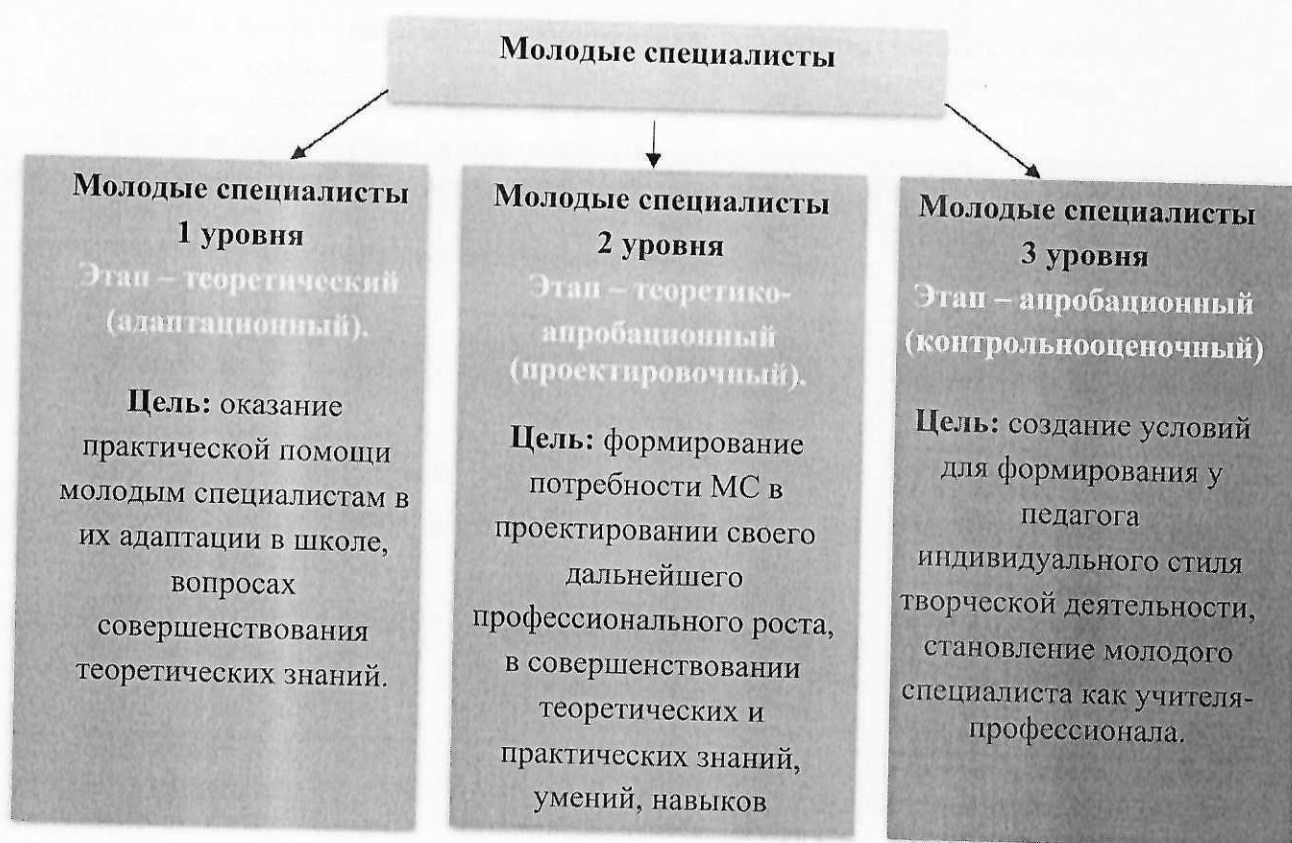 Молодые специалисты
Молодые специалисты
1 уровня
Этап – теоретический
(адаптационный).
Цель: оказание
практической помощи
молодым специалистам в
их адаптации в школе,
вопросах
совершенствования
теоретических знаний.
Молодые специалисты
2 уровня
Этап – теоретико-
апробационный
(проектировочный).
Цель: формирование
потребности МС в
проектировании своего
дальнейшего
профессионального роста,
в совершенствовании
теоретических и
практических знаний,
умений, навыков
Молодые специалисты
3 уровня
Этап – апробационный
(контрольнооценочный)
Цель: создание условий
для формирования у
педагога
индивидуального стиля
творческой деятельности,
становление молодого
специалиста как учителя-
профессионала.